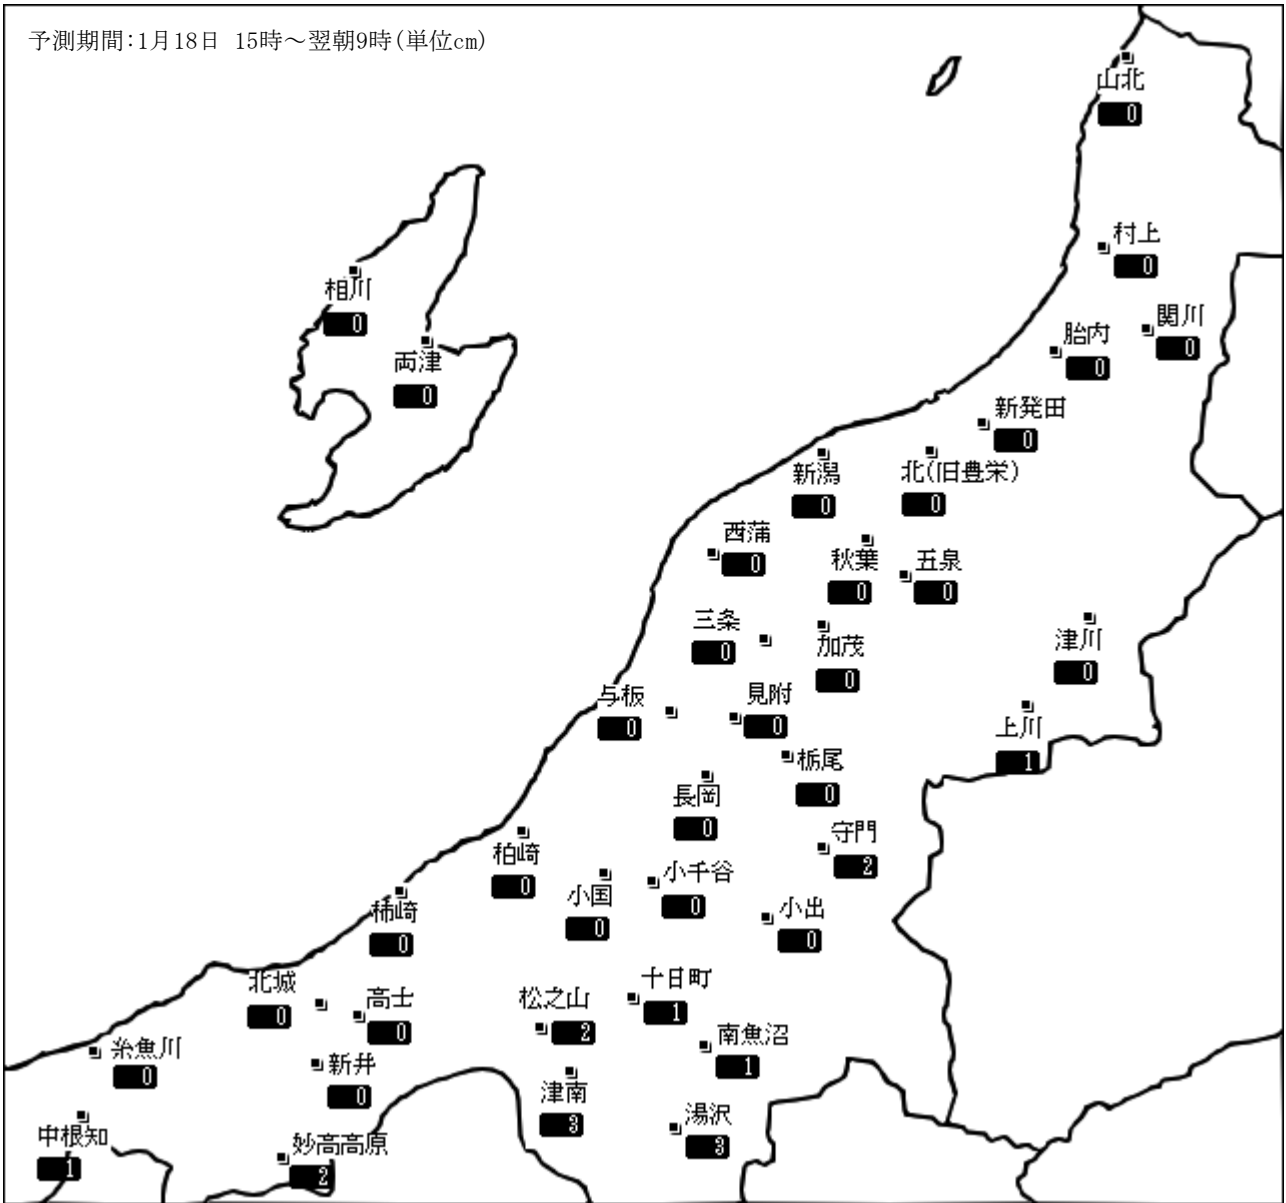 予測期間:1月18日 15時～翌朝9時(単位cm)
山北
0
村上
0
相川
0
関川
0
胎内
0
両津
0
新発田
0
新潟
0
北(旧豊栄)
0
西蒲
0
秋葉
0
五泉
0
三条
0
加茂
0
津川
0
与板
0
見附
0
上川
1
栃尾
0
長岡
0
守門
2
柏崎
0
小千谷
0
小国
0
小出
0
柿崎
0
北城
0
高士
0
松之山
2
十日町
1
南魚沼
1
糸魚川
0
新井
0
津南
3
湯沢
3
中根知
1
妙高高原
2